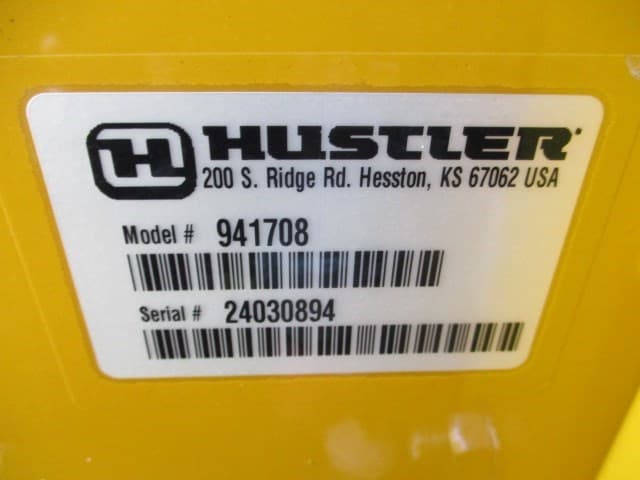 H HUSTLER
200 S. Ridge Rd. Hesston, KS 67062 USA
Model # 941708
Serial # 24030894